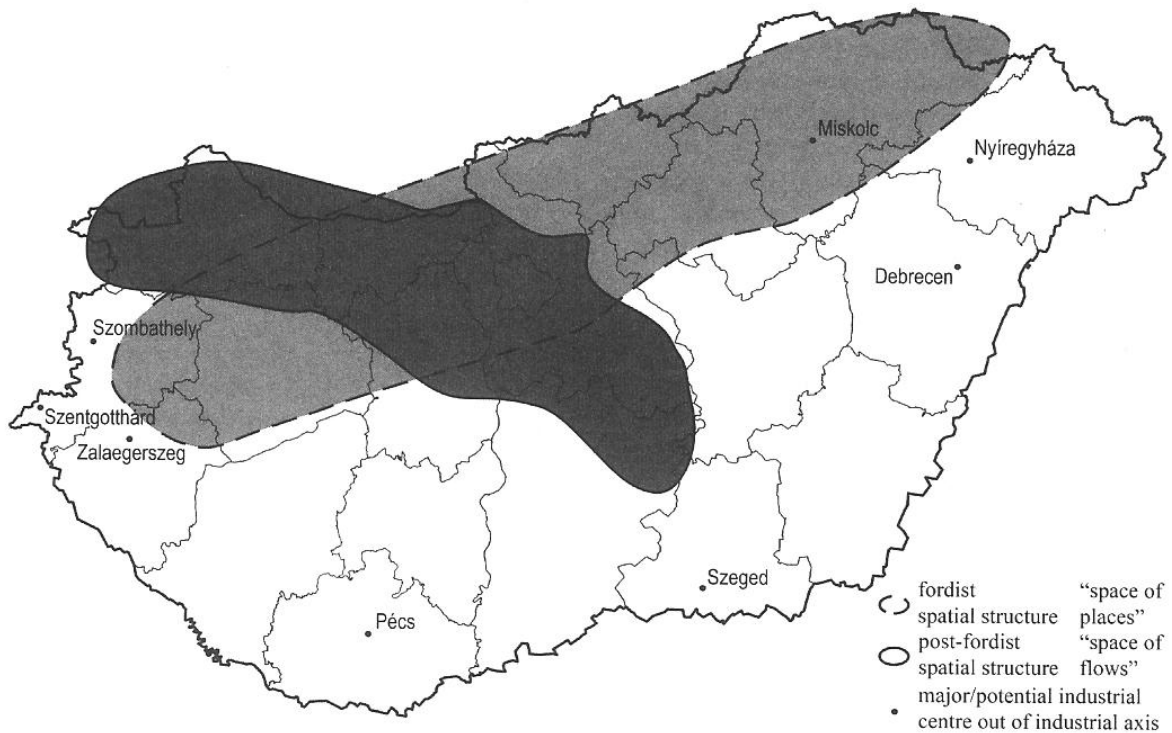 Miskolc
Nyíregyháza
Debrecen
Szombathely
Szentgotthárd
Zalaegerszeg
Szeged
Pécs
fordist "space of
spatial structure places"
post-fordist "space of
spatial structure flows"
major/potential industrial
centre out of industrial axis